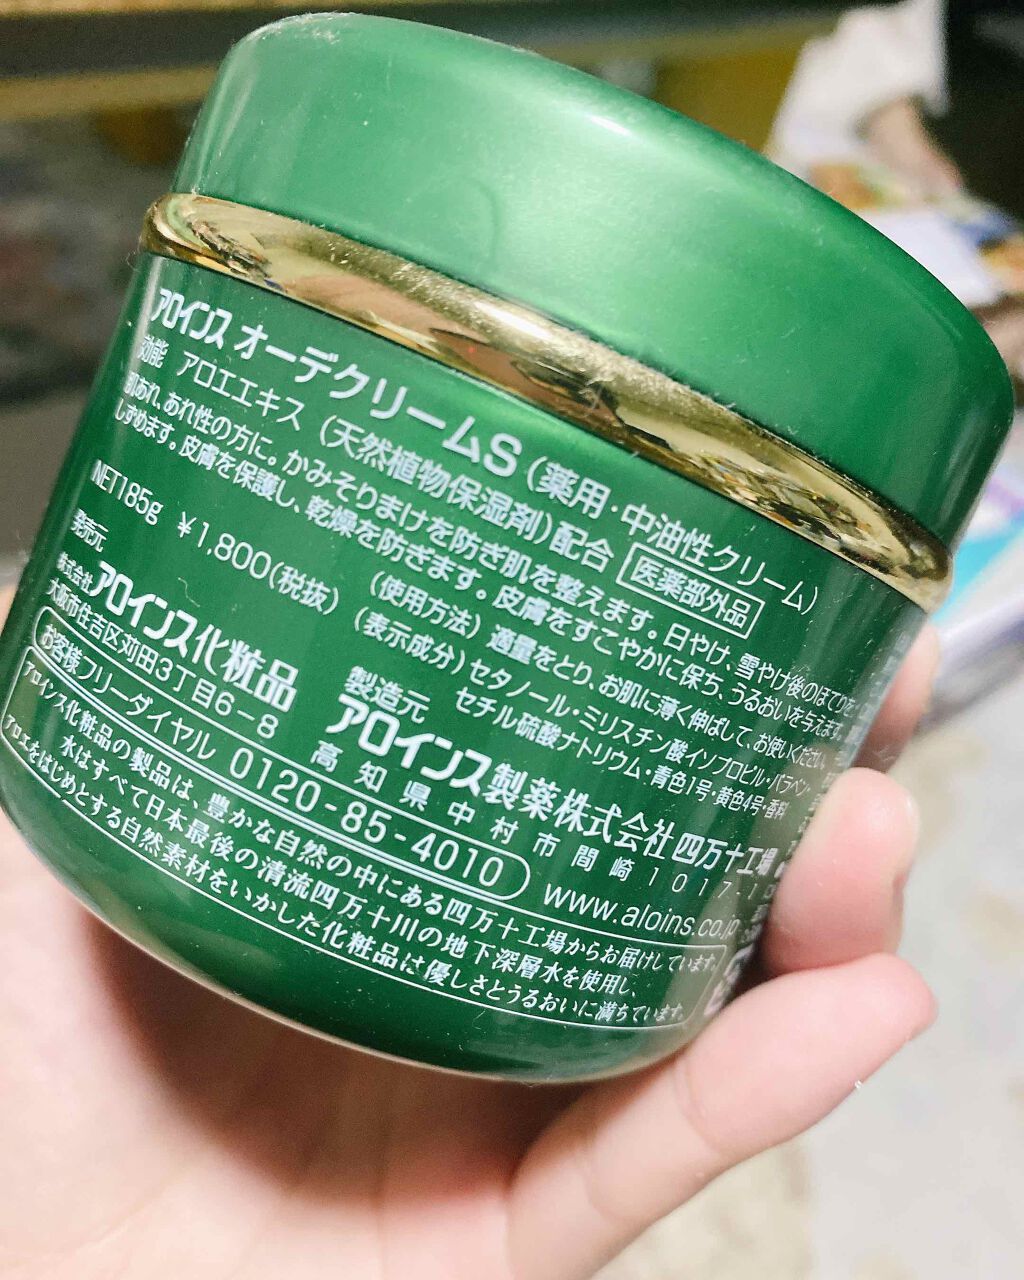 アロインス オーデクリームS（薬用・中油性クリーム）
効能 アロエエキス（天然植物保湿剤）配合 医薬部外品
肌あれ、あれ性の方に。かみそりまけを防ぎ肌を整えます。日やけ、雪やけ後のほてりを
しずめます。皮膚を保護し、乾燥を防ぎます。皮膚をすこやかに保ち、うるおいを与えます。
（使用方法）適量をとり、お肌に薄く伸ばして、お使いください。
NET185g ¥1,800（税抜）（表示成分）セタノール・ミリスチン酸イソプロピル・パラベン・
セチル硫酸ナトリウム・青色1号・黄色4号・香料
発売元
株式会社アロインス化粧品
大阪市住吉区苅田3丁目6-8
製造元
アロインス製薬株式会社 四万十工場
高知県中村市間崎1017-1
お客様フリーダイヤル 0120-85-4010
www.aloins.co.jp
アロインス化粧品の製品は、豊かな自然の中にある四万十工場からお届けしています。
水はすべて日本最後の清流四万十川の地下深層水を使用し、
アロエをはじめとする自然素材をいかした化粧品は優しさとうるおいに満ちています。